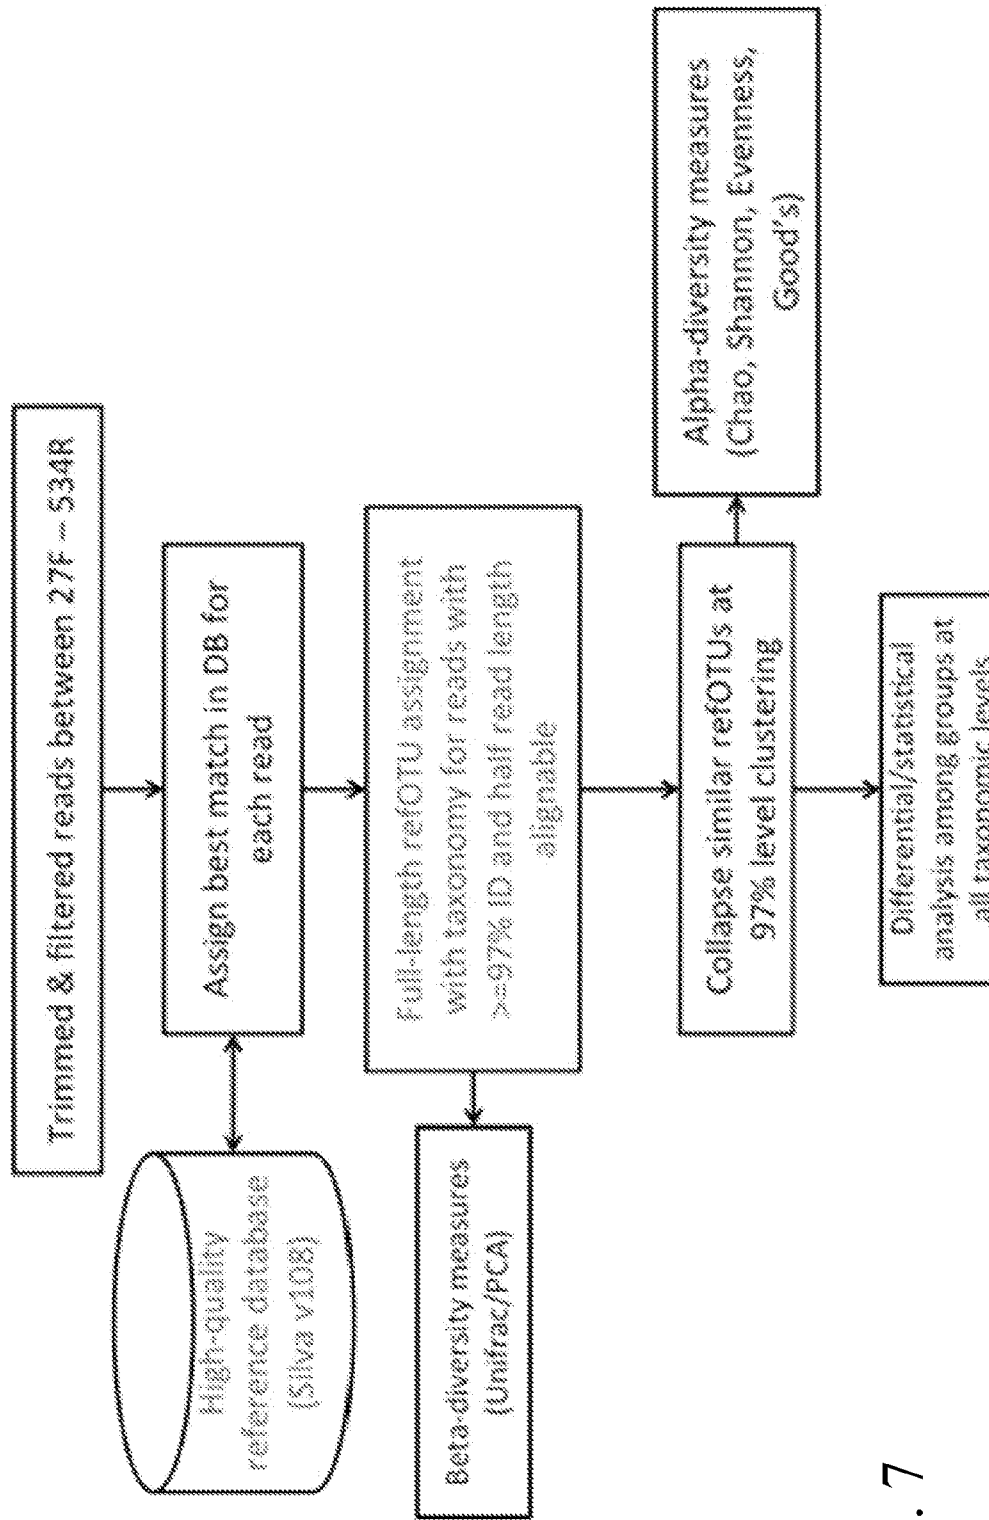 Trimmed & filtered reads between 27F – 534R
High-quality
reference database
(Silva v108)
Assign best match in DB for
each read
Full-length refOTU assignment
with taxonomy for reads with
>=97% ID and half read length
alignable
Beta-diversity measures
(Unifrac/PCA)
Collapse similar refOTUs at
97% level clustering
Alpha-diversity measures
(Chao, Shannon, Evenness,
Good's)
Differential/statistical
analysis among groups at
all taxonomic levels
. 7